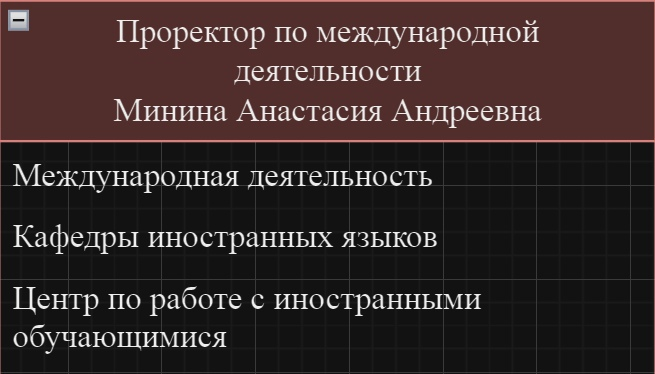 Проректор по международной
деятельности
Минина Анастасия Андреевна
Международная деятельность
Кафедры иностранных языков
Центр по работе с иностранными
обучающимися